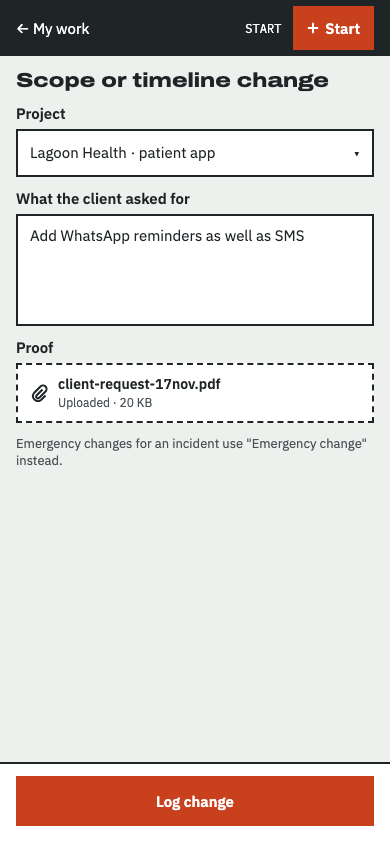 ← My work
START
+ Start
Scope or timeline change
Project
Lagoon Health · patient app
What the client asked for
Add WhatsApp reminders as well as SMS
Proof
client-request-17nov.pdf
Uploaded · 20 KB
Emergency changes for an incident use "Emergency change"
instead.
Log change